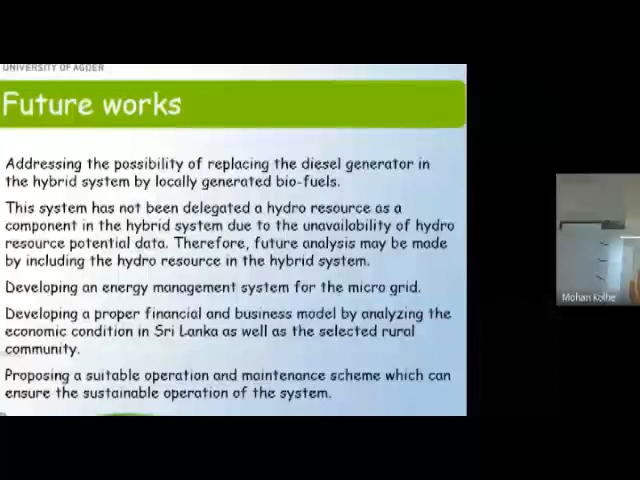 UNIVERSITY OF AGDER
Future works
Addressing the possibility of replacing the diesel generator in
the hybrid system by locally generated bio-fuels.
This system has not been delegated a hydro resource as a
component in the hybrid system due to the unavailability of hydro
resource potential data. Therefore, future analysis may be made
by including the hydro resource in the hybrid system.
Developing an energy management system for the micro grid.
Developing a proper financial and business model by analyzing the
economic condition in Sri Lanka as well as the selected rural
community.
Proposing a suitable operation and maintenance scheme which can
ensure the sustainable operation of the system.
Mohan Kolhe